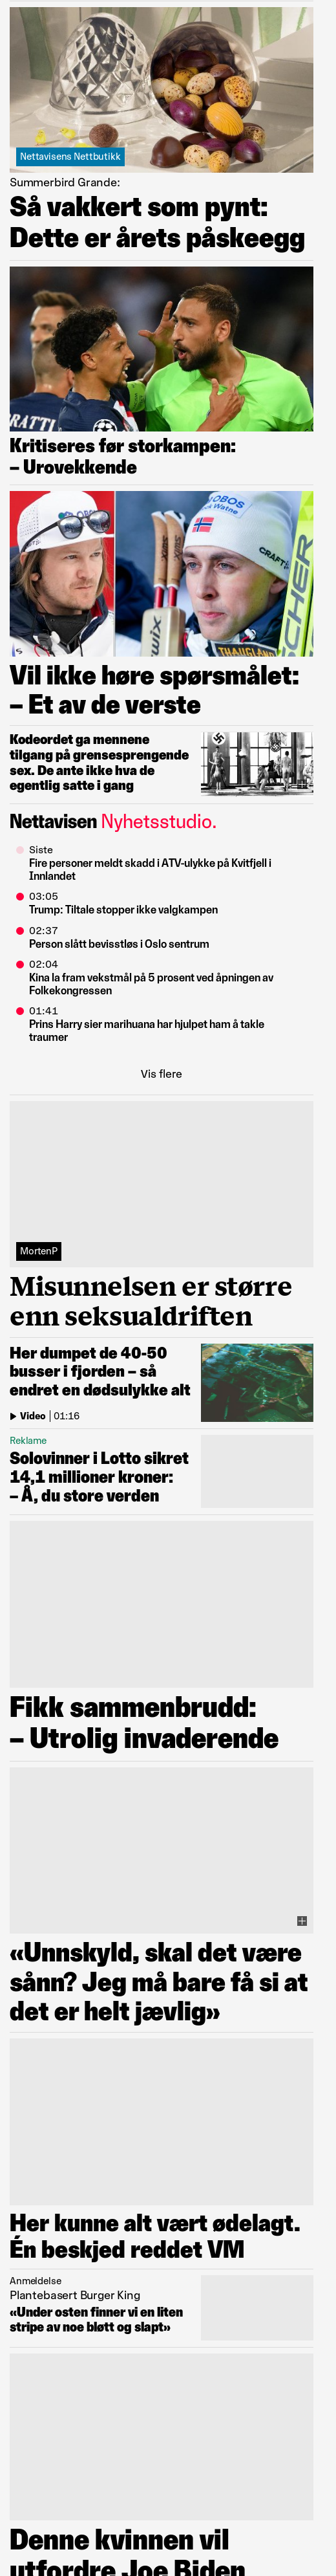 Nettavisens Nettbutikk
Summerbird Grande:
Så vakkert som pynt:
Dette er årets påskeegg
Kritiseres før storkampen:
– Urovekkende
Vil ikke høre spørsmålet:
– Et av de verste
Kodeordet ga mennene
tilgang på grensesprengende
sex. De ante ikke hva de
egentlig satte i gang
Nettavisen Nyhetsstudio.
Siste
Fire personer meldt skadd i ATV-ulykke på Kvitfjell i
Innlandet
03:05
Trump: Tiltale stopper ikke valgkampen
02:37
Person slått bevisstløs i Oslo sentrum
02:04
Kina la fram vekstmål på 5 prosent ved åpningen av
Folkekongressen
01:41
Prins Harry sier marihuana har hjulpet ham å takle
traumer
Vis flere
MortenP
Misunnelsen er større
enn seksualdriften
Her dumpet de 40-50
busser i fjorden – så
endret en dødsulykke alt
Video | 01:16
Reklame
Solovinner i Lotto sikret
14,1 millioner kroner:
– Å, du store verden
Fikk sammenbrudd:
– Utrolig invaderende
«Unnskyld, skal det være
sånn? Jeg må bare få si at
det er helt jævlig»
Her kunne alt vært ødelagt.
Én beskjed reddet VM
Anmeldelse
Plantebasert Burger King
«Under osten finner vi en liten
stripe av noe bløtt og slapt»
Denne kvinnen vil
utfordre Joe Biden